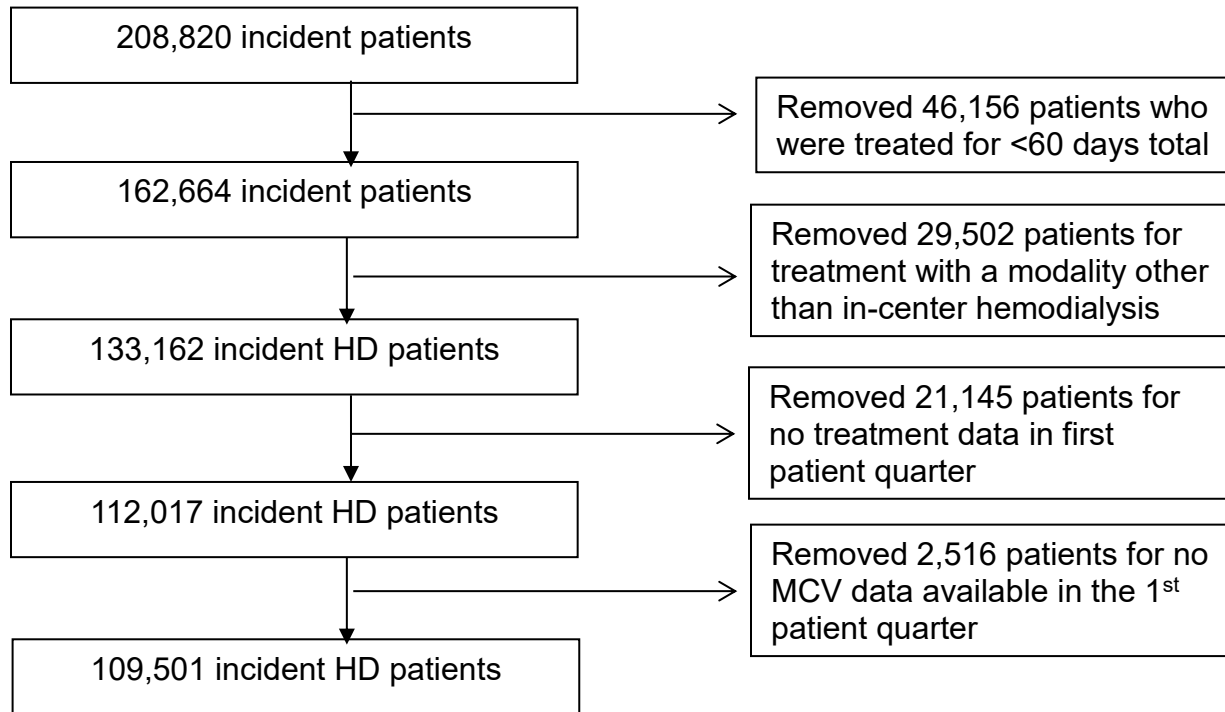 208,820 incident patients
Removed 46,156 patients who
were treated for <60 days total
162,664 incident patients
Removed 29,502 patients for
treatment with a modality other
than in-center hemodialysis
133,162 incident HD patients
Removed 21,145 patients for
no treatment data in first
patient quarter
112,017 incident HD patients
Removed 2,516 patients for no
MCV data available in the 1st
patient quarter
109,501 incident HD patients